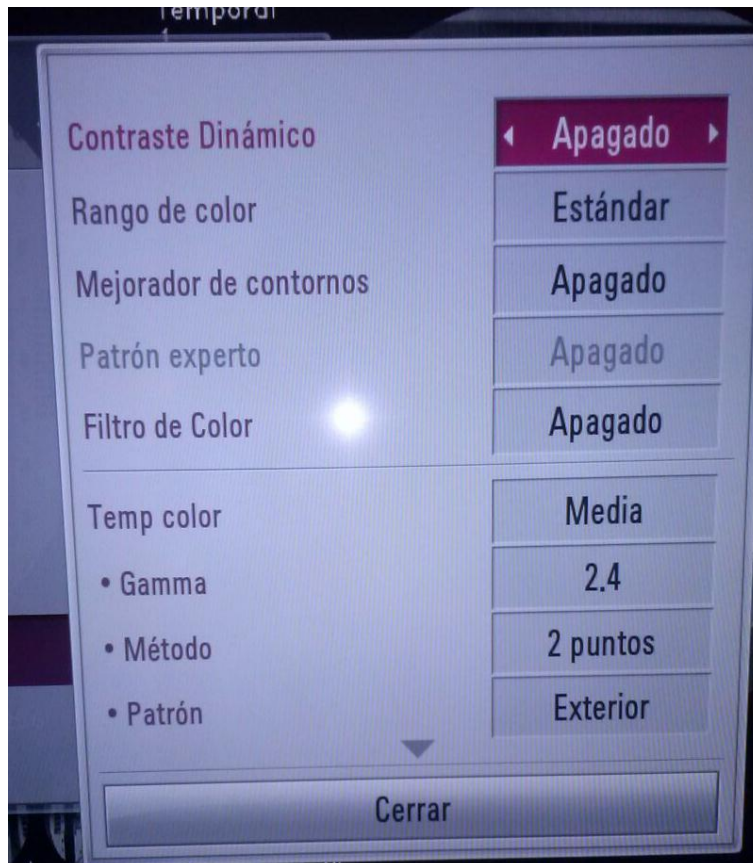 Temporal
Contraste Dinámico Apagado
Rango de color Estándar
Mejorador de contornos Apagado
Patrón experto Apagado
Filtro de Color Apagado
Temp color Media
• Gamma 2.4
• Método 2 puntos
• Patrón Exterior
Cerrar